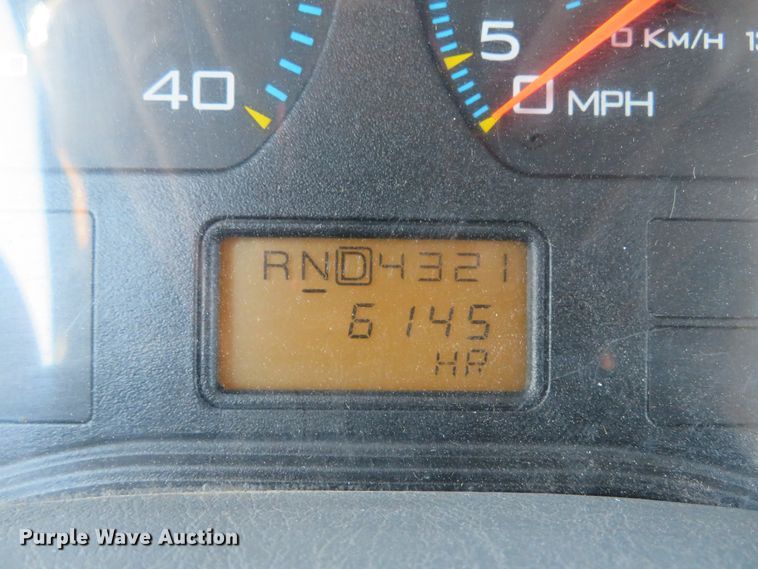 40
5
0 MPH
0 KM/H
RND4321
6145
HR
Purple Wave Auction